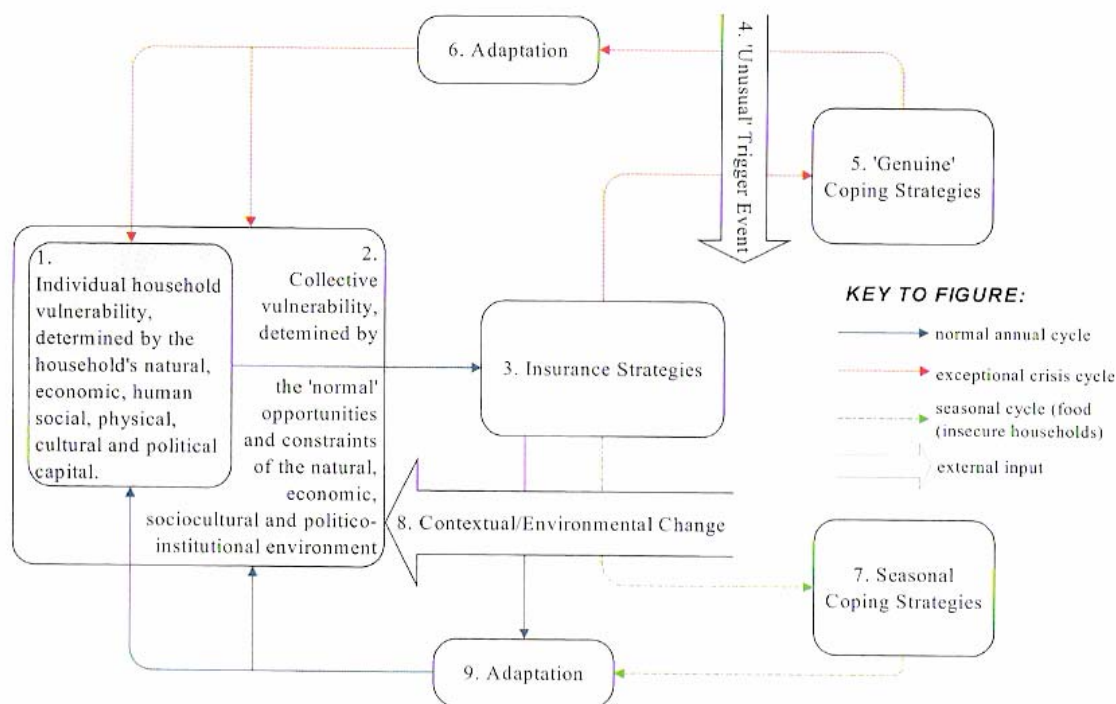 6. Adaptation
4. 'Unusual' Trigger Event
5. 'Genuine'
Coping Strategies
1.
Individual household
vulnerability,
determined by the
household's natural,
economic, human
social, physical,
cultural and political
capital.
2.
Collective
vulnerability,
detemined by
the 'normal'
opportunities
and constraints
of the natural,
economic,
sociocultural and politico-
institutional environment
3. Insurance Strategies
KEY TO FIGURE:
normal annual cycle
exceptional crisis cycle
seasonal cycle (food
(insecure households)
external input
8. Contextual/Environmental Change
7. Seasonal
Coping Strategies
9. Adaptation